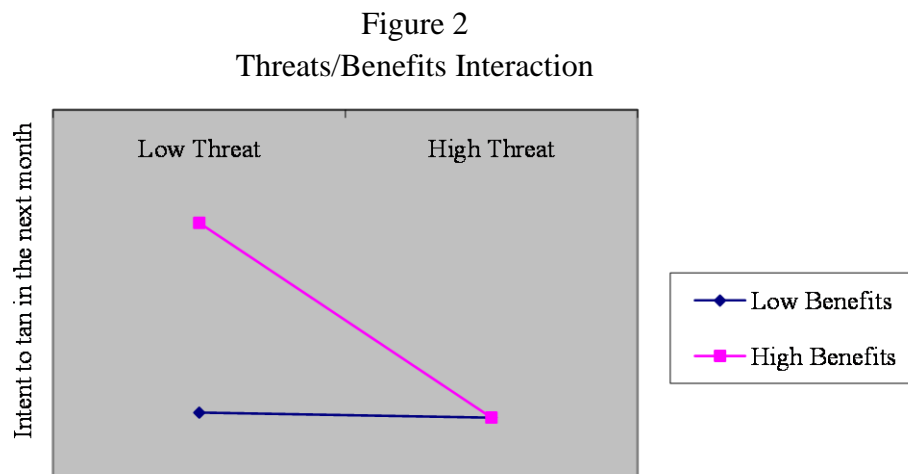 Figure 2
Threats/Benefits Interaction
Low Threat
High Threat
Intent to tan in the next month
Low Benefits
High Benefits